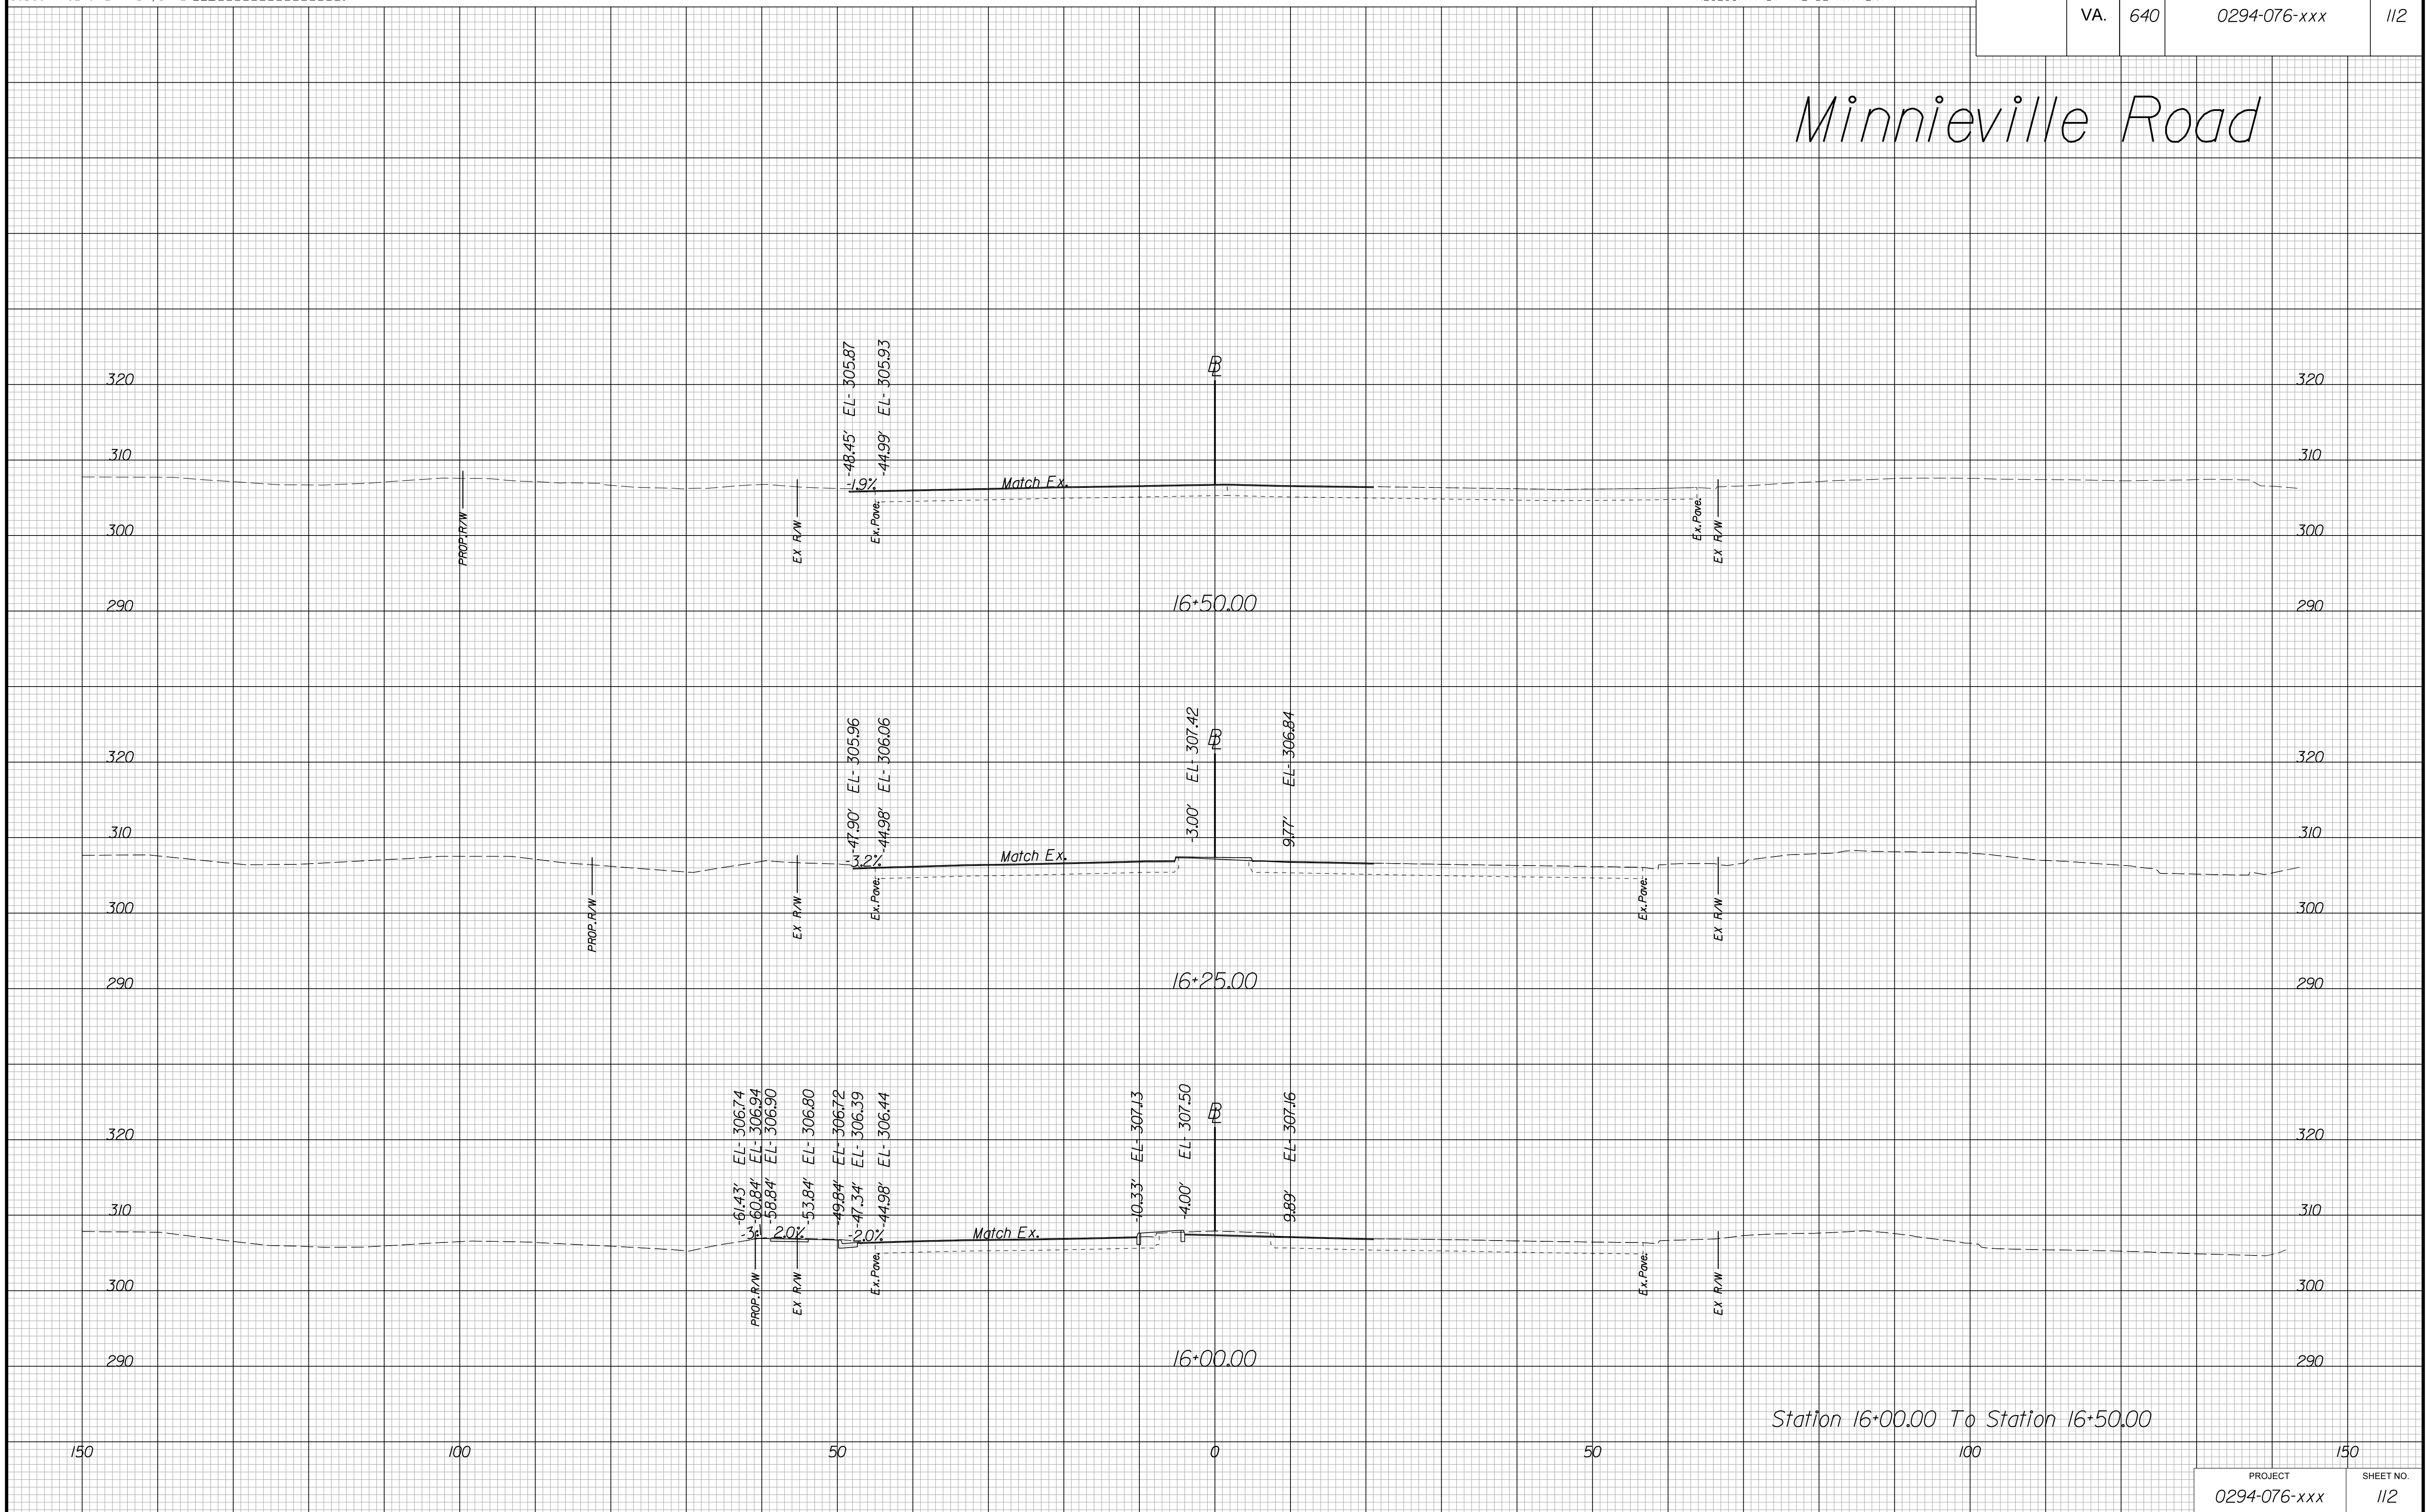 VA. 640 0294-076-xxx 112
Minnieville Road
-48.45' EL- 305.87
-44.99' EL- 305.93
BL
320 320
310 310
-1.9% Match Ex.
PROP.R/W EX R/W Ex.Pave. Ex.Pave. EX R/W
300 300
290 16+50.00 290
-47.90' EL- 305.96
-44.98' EL- 306.06
-3.00' EL- 307.42
BL
9.77' EL- 306.84
320 320
310 310
-3.2% Match Ex.
PROP.R/W EX R/W Ex.Pave. Ex.Pave. EX R/W
300 300
290 16+25.00 290
-61.43' EL- 306.74
-60.84' EL- 306.94
-58.84' EL- 306.90
-53.84' EL- 306.80
-49.84' EL- 306.72
-47.34' EL- 306.39
-44.98' EL- 306.44
-10.33' EL- 307.13
-4.00' EL- 307.50
BL
9.89' EL- 307.16
320 320
310 310
-3:1 2.0% -2.0% Match Ex.
PROP.R/W EX R/W Ex.Pave. Ex.Pave. EX R/W
300 300
290 16+00.00 290
Station 16+00.00 To Station 16+50.00
150 100 50 0 50 100 150
PROJECT SHEET NO.
0294-076-xxx 112